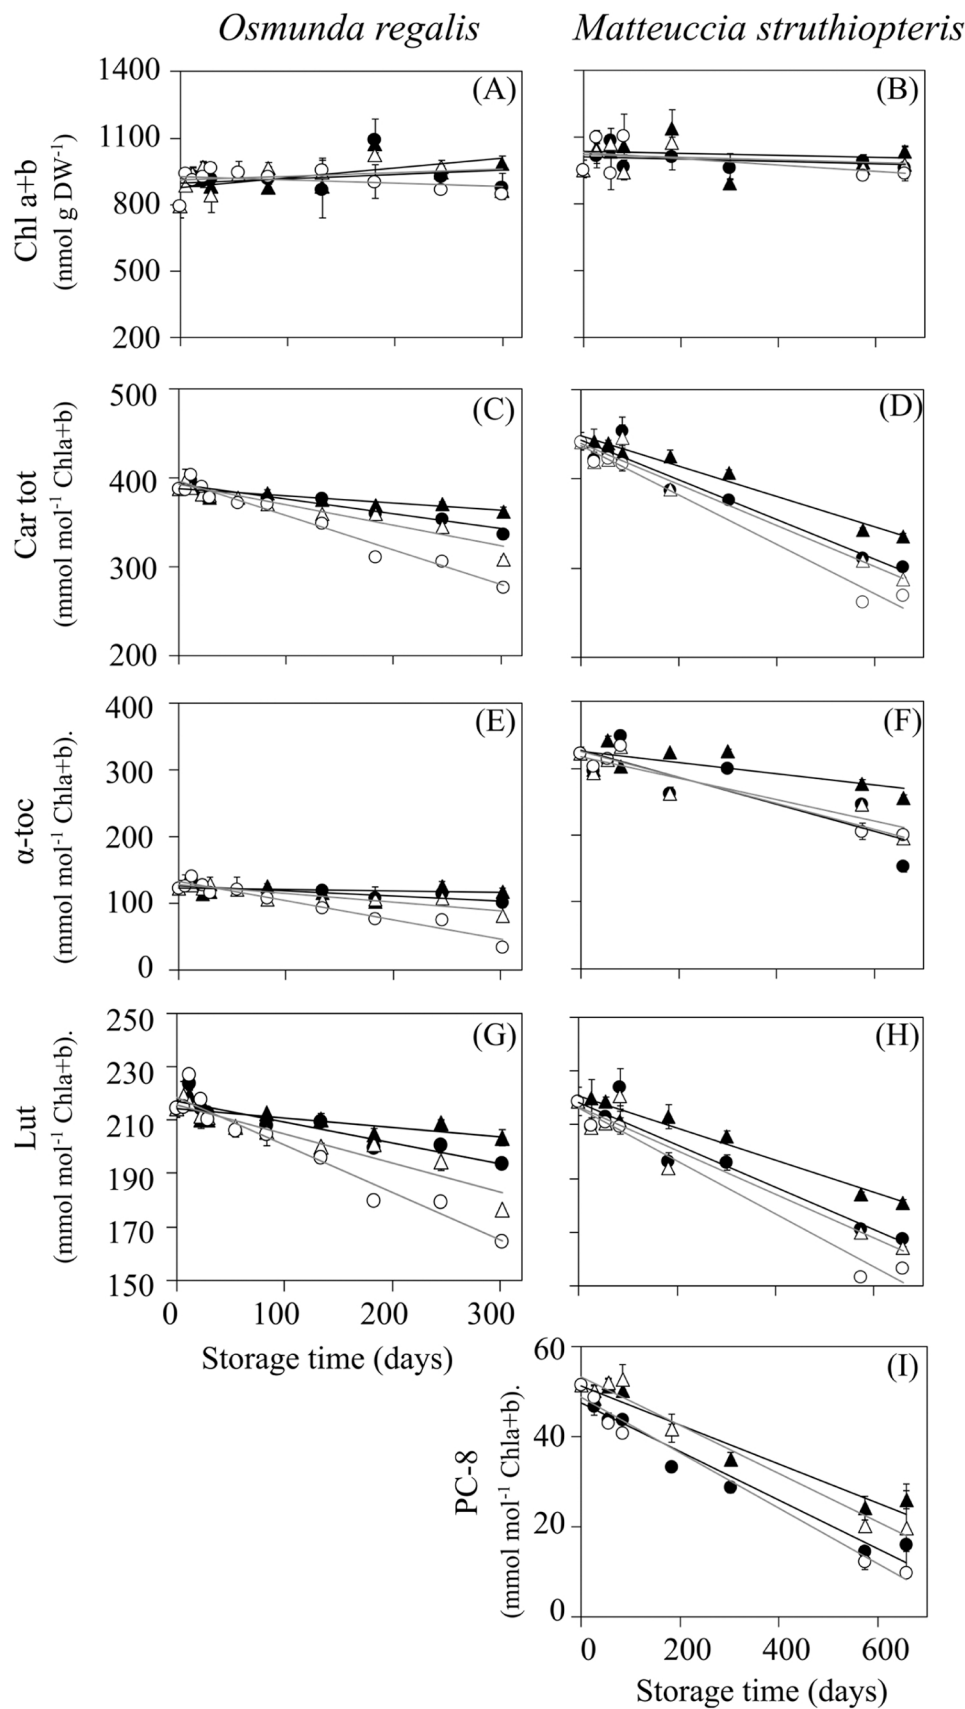 Osmunda regalis
Matteuccia struthiopteris
1400
1100
800
500
200
Chl a+b
(nmol g DW⁻¹)
(A)
(B)
500
400
300
200
Car tot
(mmol mol⁻¹ Chla+b)
(C)
(D)
400
300
200
100
0
α-toc
(mmol mol⁻¹ Chla+b).
(E)
(F)
250
230
210
190
170
150
Lut
(mmol mol⁻¹ Chla+b).
(G)
(H)
0 100 200 300
Storage time (days)
60
40
20
0
PC-8
(mmol mol⁻¹ Chla+b).
(I)
0 200 400 600
Storage time (days)